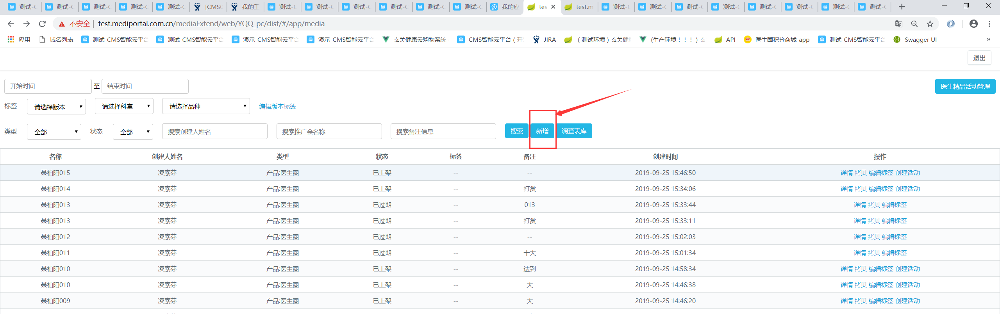 测试-C 测试-C 测试-C 测试-C 测试-C [CMSC 我的工 测试-C 测试-C 测试-C 测试-C 测试-C 测试-C 我的应 tes test.m 测试-C 测试-C 测试-C 测试-C 测试-C 测试-C 测试-C 测试-C
不安全 test.mediportal.com.cn/mediaExtend/web/YQQ_pc/dist/#/app/media
应用 域名列表 测试-CMS智能云平台 测试-CMS智能云平 演示-CMS智能云平台 演示-CMS智能云平台 玄关健康云购物系统 CMS智能云平台（开 JIRA （测试环境）玄关健 (生产环境！！！) 玄 API 医生圈积分商城-app 测试-CMS智能云平台 Swagger UI »
退出
开始时间 至 结束时间 医生精品活动管理
标签 请选择版本 请选择科室 请选择品种 编辑版本标签
类型 全部 状态 全部 搜索创建人姓名 搜索推广会名称 搜索备注信息 搜索 新增 调查表库
名称 创建人姓名 类型 状态 标签 备注 创建时间 操作
聂柏阳015 凌素芬 产品:医生圈 已上架 -- -- 2019-09-25 15:46:50 详情 拷贝 编辑标签 创建活动
聂柏阳014 凌素芬 产品:医生圈 已上架 -- 打赏 2019-09-25 15:34:06 详情 拷贝 编辑标签 创建活动
聂柏阳013 凌素芬 产品:医生圈 已过期 -- 013 2019-09-25 15:33:44 详情 拷贝 编辑标签
聂柏阳013 凌素芬 产品:医生圈 已过期 -- 打赏 2019-09-25 15:33:11 详情 拷贝 编辑标签
聂柏阳012 凌素芬 产品:医生圈 已过期 -- -- 2019-09-25 15:02:03 详情 拷贝 编辑标签
聂柏阳011 凌素芬 产品:医生圈 已过期 -- 十大 2019-09-25 15:01:34 详情 拷贝 编辑标签
聂柏阳010 凌素芬 产品:医生圈 已上架 -- 达到 2019-09-25 14:58:34 详情 拷贝 编辑标签 创建活动
聂柏阳010 凌素芬 产品:医生圈 已上架 -- 大 2019-09-25 14:46:38 详情 拷贝 编辑标签 创建活动
聂柏阳009 凌素芬 产品:医生圈 已上架 -- 大 2019-09-25 14:46:20 详情 拷贝 编辑标签 创建活动